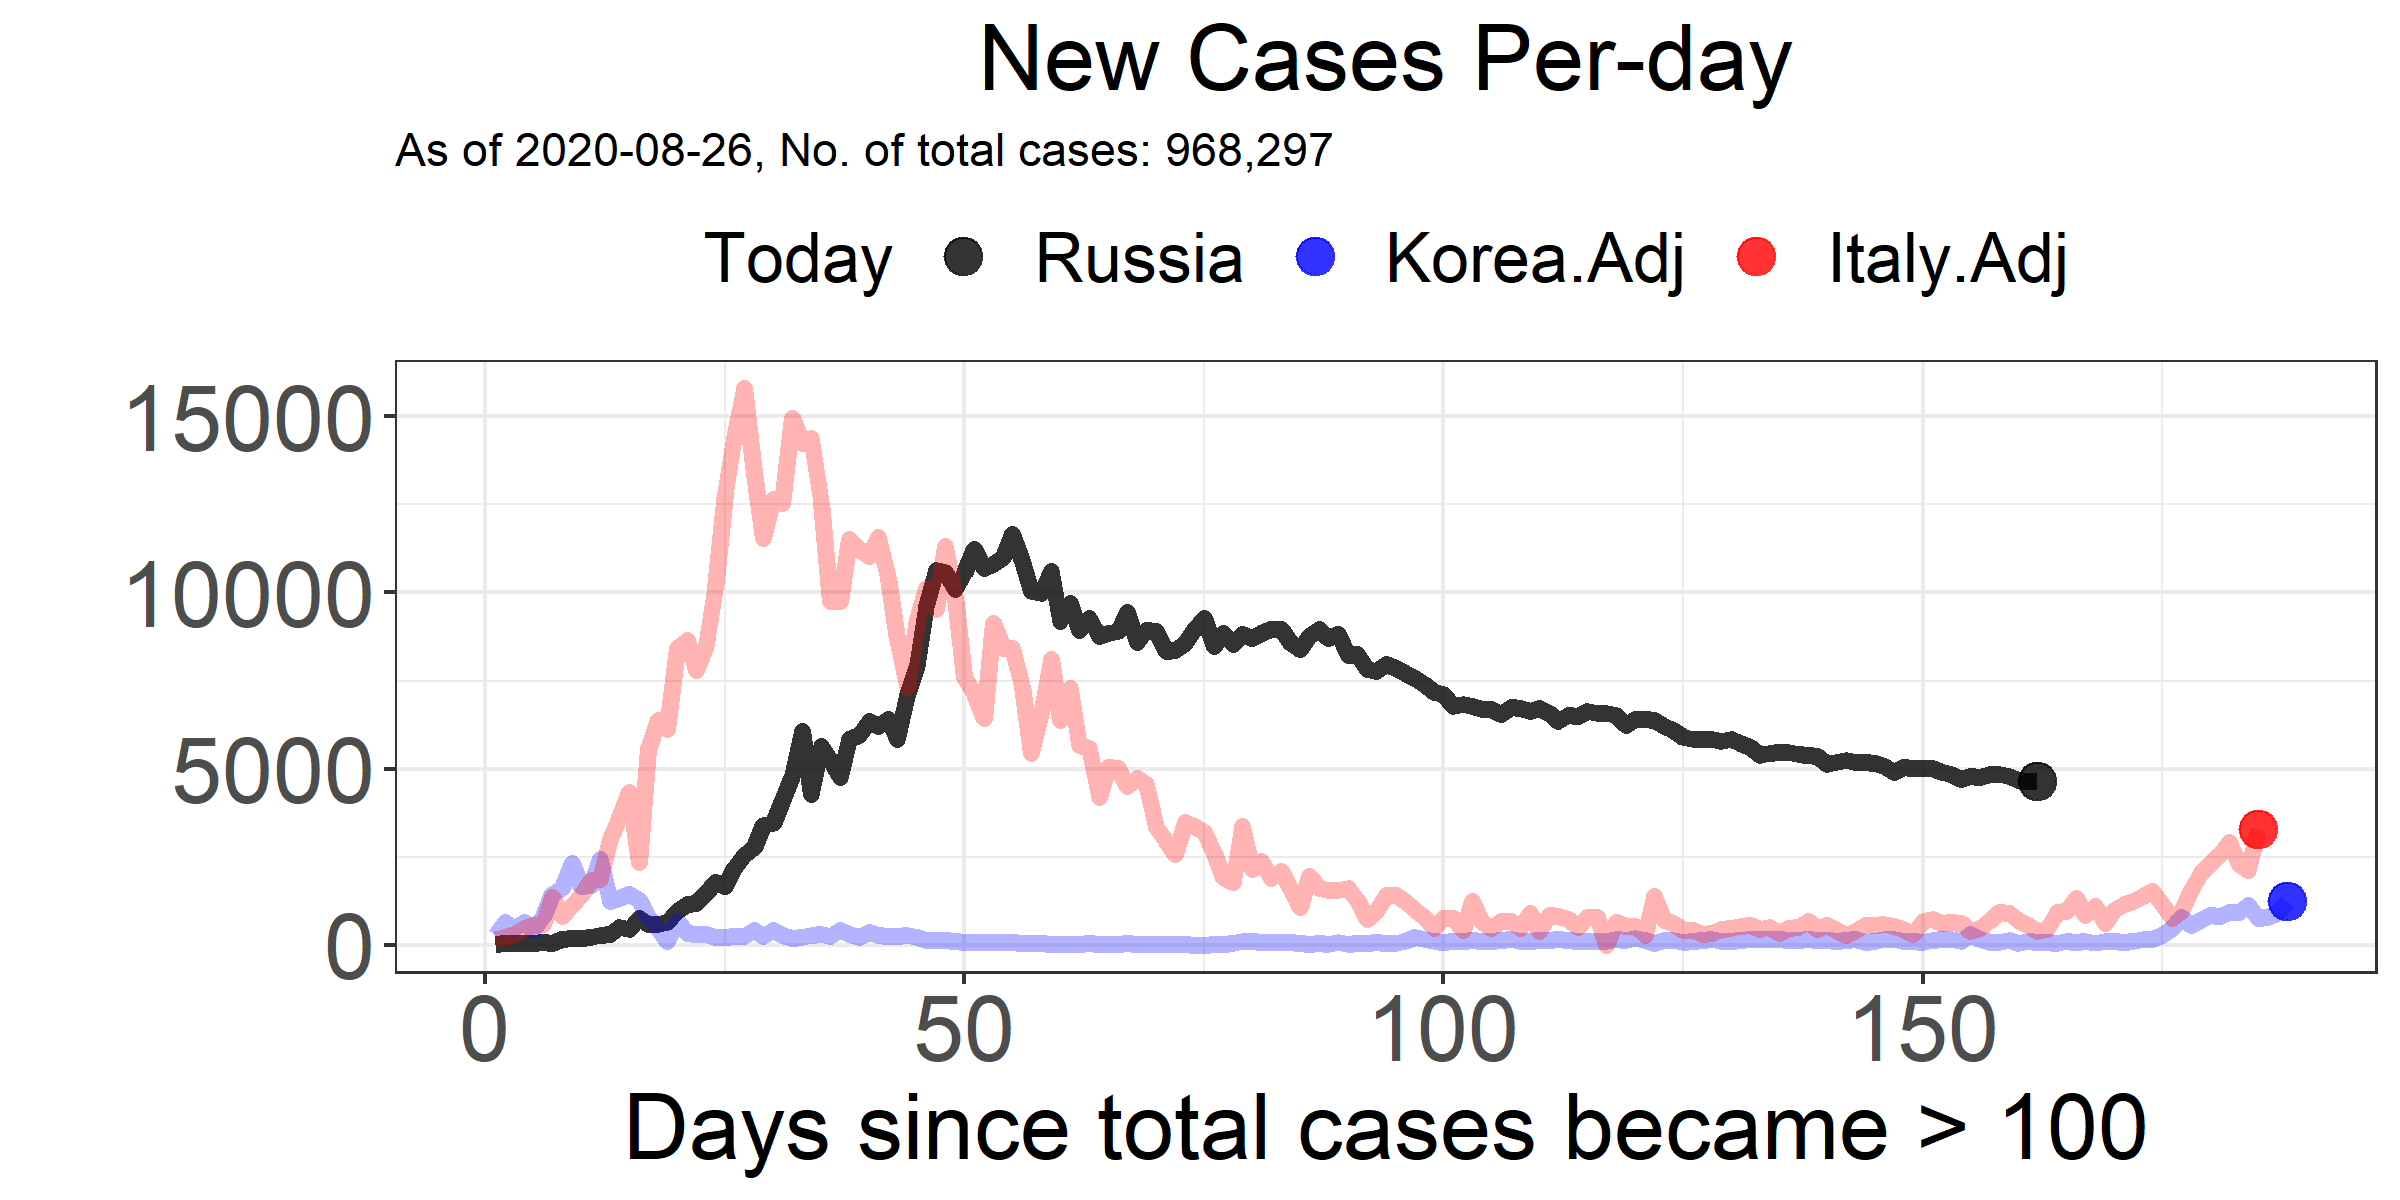 New Cases Per-day
As of 2020-08-26, No. of total cases: 968,297
Today Russia Korea.Adj Italy.Adj
15000
10000
5000
0
0 50 100 150
Days since total cases became > 100